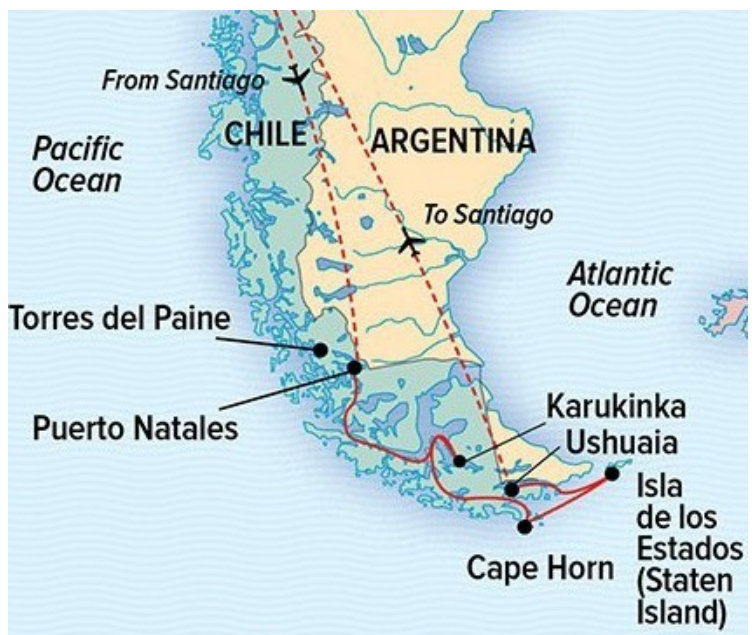 From Santiago
CHILE
ARGENTINA
Pacific
Ocean
To Santiago
Atlantic
Ocean
Torres del Paine
Puerto Natales
Karukinka
Ushuaia
Isla
de los
Estados
(Staten
Island)
Cape Horn